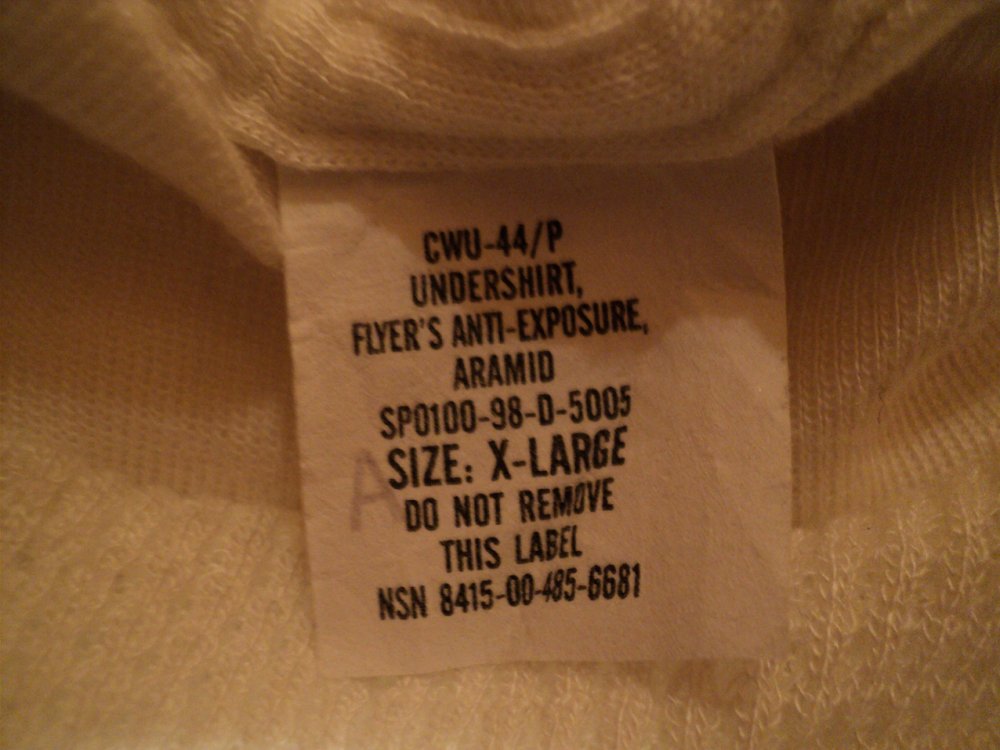 CWU-44/P
UNDERSHIRT,
FLYER'S ANTI-EXPOSURE,
ARAMID
SPO100-98-D-5005
SIZE: X-LARGE
A
DO NOT REMOVE
THIS LABEL
NSN 8415-00-485-6681